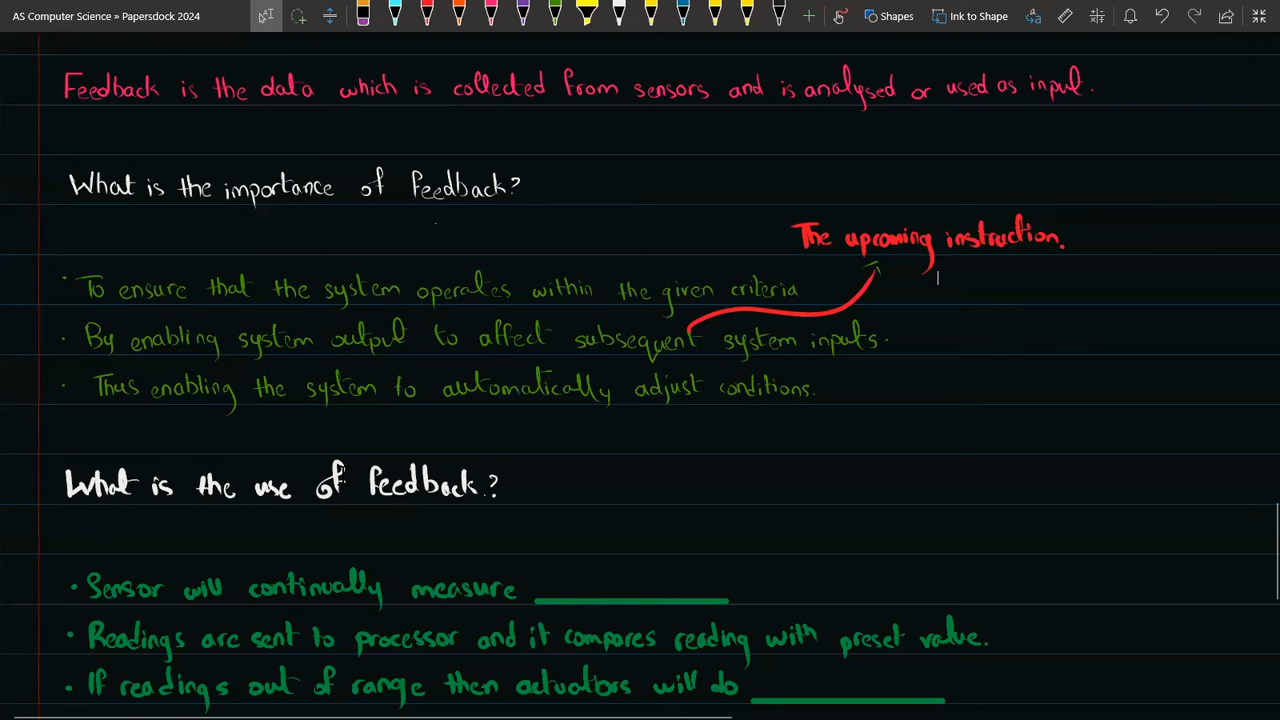 AS Computer Science » Papersdock 2024
Shapes
Ink to Shape
Feedback is the data which is collected from sensors and is analysed or used as input.
What is the importance of feedback?
The upcoming instruction.
· To ensure that the system operates within the given criteria
· By enabling system output to affect subsequent system inputs.
· Thus enabling the system to automatically adjust conditions.
What is the use of feedback?
· Sensor will continually measure
· Readings are sent to processor and it compares reading with preset value.
· If readings out of range then actuators will do